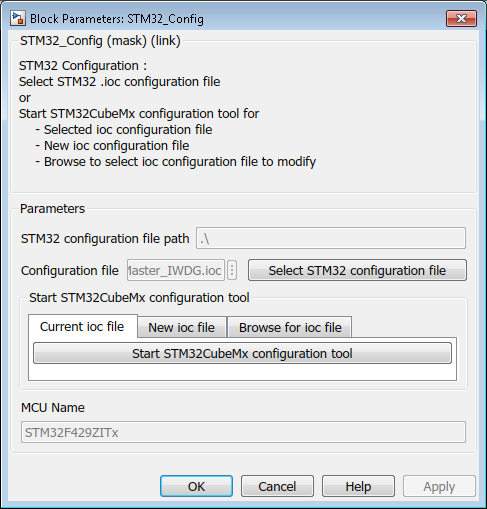 Block Parameters: STM32_Config
STM32_Config (mask) (link)
STM32 Configuration :
Select STM32 .ioc configuration file
or
Start STM32CubeMx configuration tool for
- Selected ioc configuration file
- New ioc configuration file
- Browse to select ioc configuration file to modify
Parameters
STM32 configuration file path .\
Configuration file Master_IWDG.ioc Select STM32 configuration file
Start STM32CubeMx configuration tool
Current ioc file New ioc file Browse for ioc file
Start STM32CubeMx configuration tool
MCU Name
STM32F429ZITx
OK Cancel Help Apply